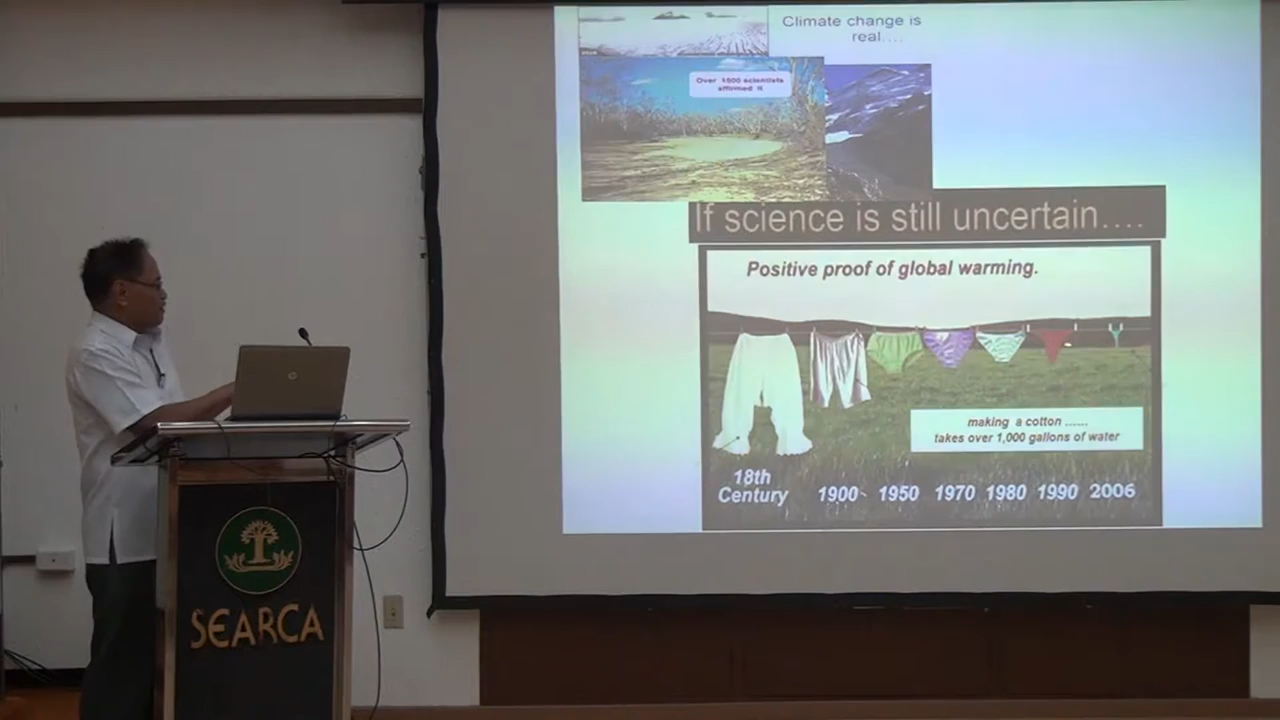 Climate change is
real....
Over 1500 scientists
affirmed it
If science is still uncertain....
Positive proof of global warming.
making a cotton ......
takes over 1,000 gallons of water
18th
Century 1900 1950 1970 1980 1990 2006
SEARCA
hp